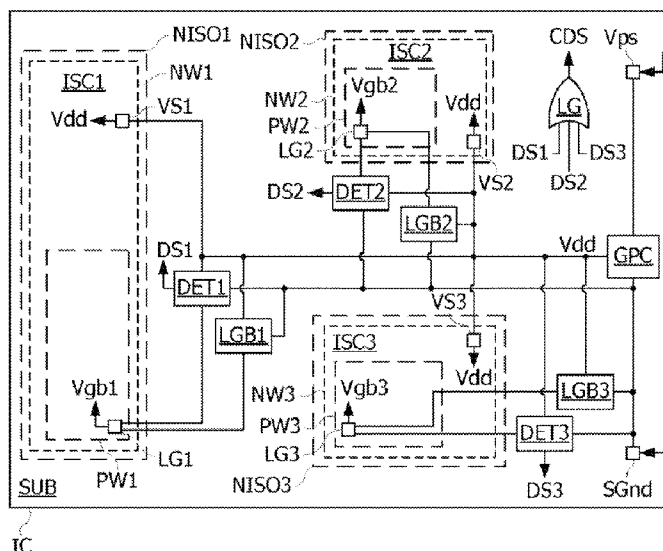 NISO1
NISO2
CDS
Vps
ISC1
NW1
ISC2
Vdd
VS1
NW2
Vgb2
Vdd
LG
PW2
LG2
DS1
DS3
DS2
VS2
DS2
DET2
LGB2
Vdd
GPC
DS1
DET1
VS3
LGB1
ISC3
Vdd
NW3
Vgb3
LGB3
Vgb1
PW3
LG3
DET3
LG1
NISO3
PW1
SUB
DS3
SGnd
IC